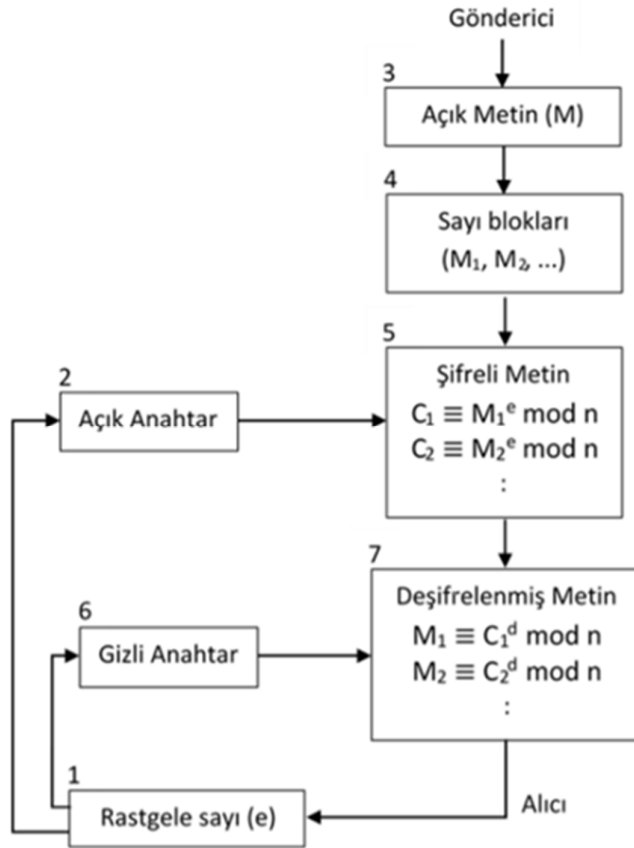 Gönderici
3
Açık Metin (M)
4
Sayı blokları
(M₁, M₂, ...)
5
Şifreli Metin
C₁ ≡ M₁ᵉ mod n
C₂ ≡ M₂ᵉ mod n
:
2
Açık Anahtar
7
Deşifrelenmiş Metin
M₁ ≡ C₁ᵈ mod n
M₂ ≡ C₂ᵈ mod n
:
6
Gizli Anahtar
1
Rastgele sayı (e)
Alıcı